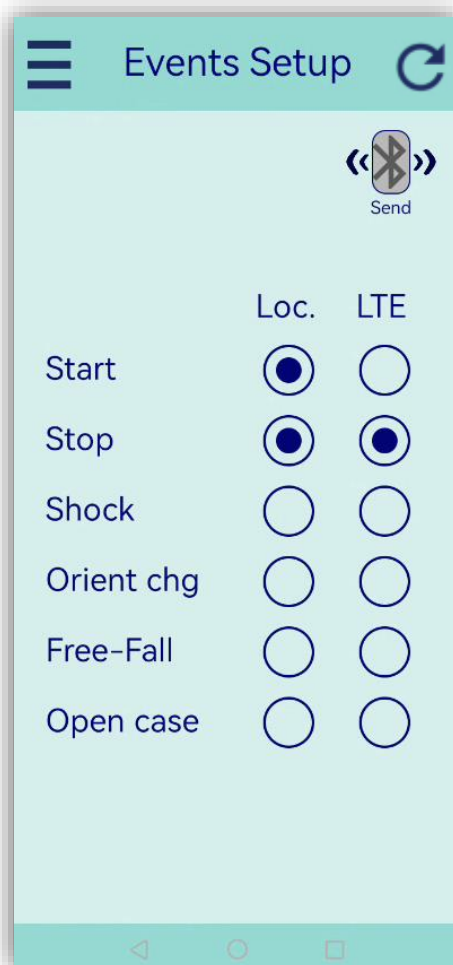 Events Setup
Send
Loc. LTE
Start
Stop
Shock
Orient chg
Free-Fall
Open case